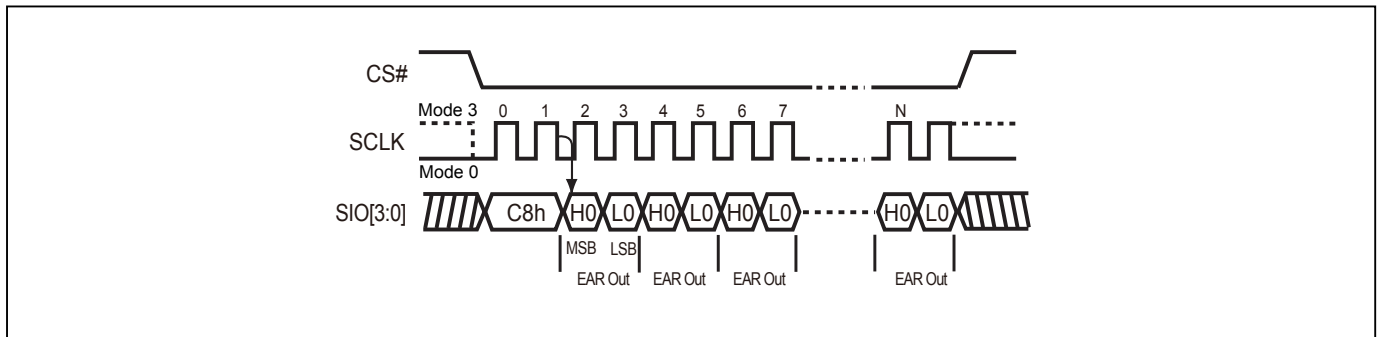 CS#
Mode 3 0 1 2 3 4 5 6 7 N
SCLK
Mode 0
SIO[3:0] C8h H0 L0 H0 L0 H0 L0 H0 L0
MSB LSB
EAR Out EAR Out EAR Out EAR Out